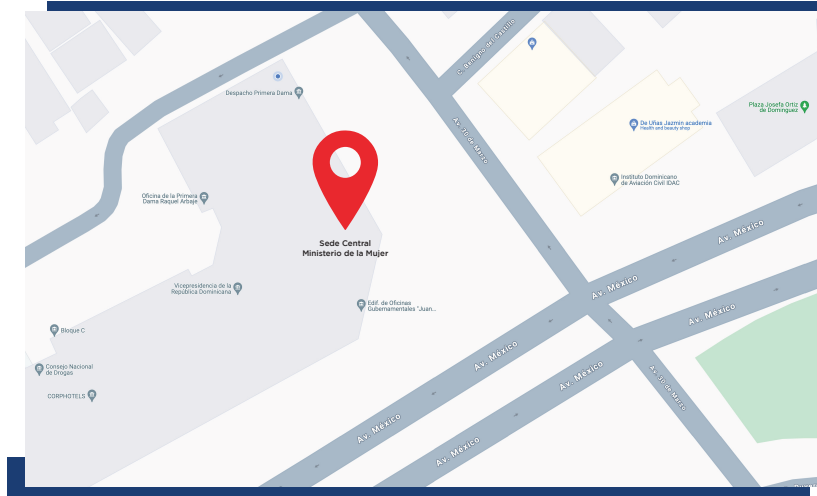 C. Benigno del Castillo
Despacho Primera Dama
Av. 30 de Marzo
Plaza Josefa Ortiz
de Domínguez
De Uñas Jazmin academia
Health and beauty shop
Instituto Dominicano
de Aviación Civil IDAC
Oficina de la Primera
Dama Raquel Arbaje
Sede Central
Ministerio de la Mujer
Av. México
Av. México
Av. México
Vicepresidencia de la
República Dominicana
Edif. de Oficinas
Gubernamentales "Juan...
Bloque C
Av. México
Av. México
Consejo Nacional
de Drogas
CORPHOTELS
Av. 30 de Marzo
Av. México
Av. México